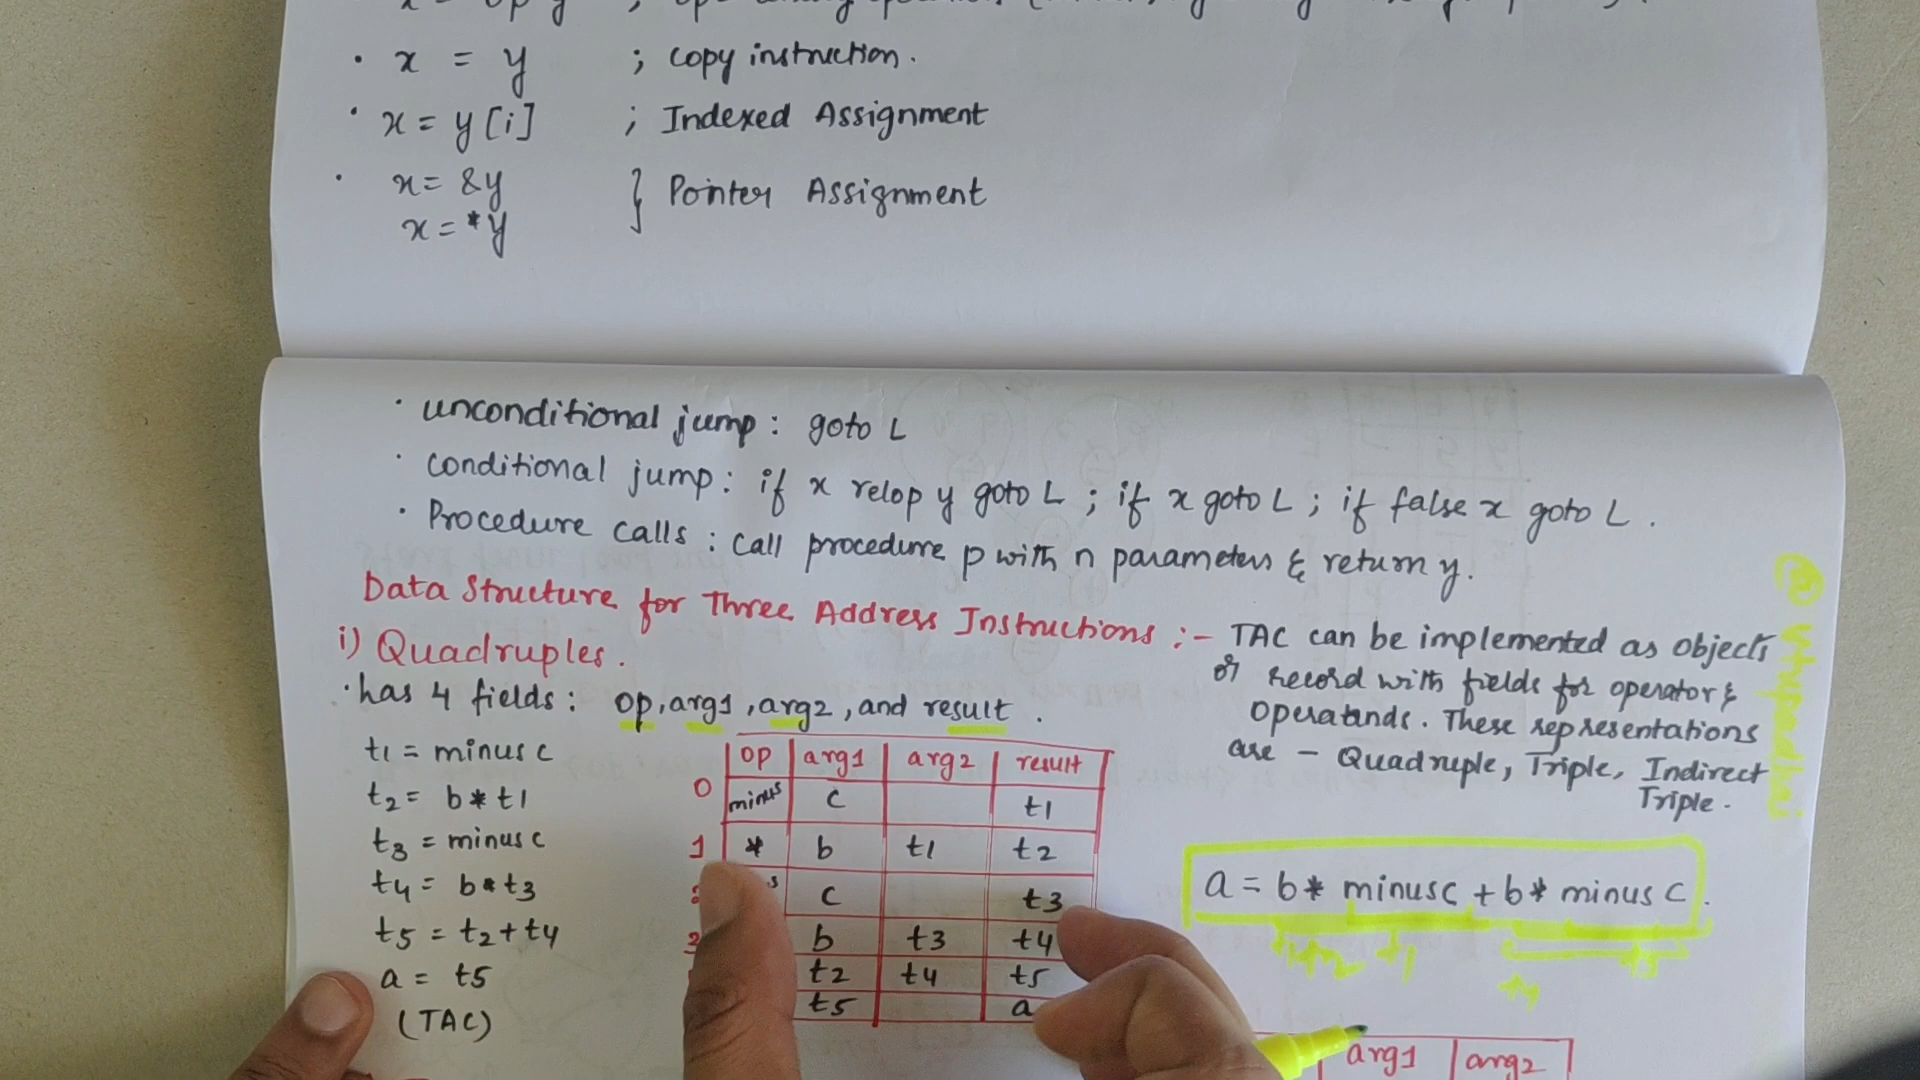 x = y ; copy instruction.
x = y[i] ; Indexed Assignment
x = &y } Pointer Assignment
x = *y
unconditional jump : goto L
conditional jump : if x relop y goto L ; if x goto L ; if false x goto L .
Procedure calls : call procedure p with n parameters & return y.
Data Structure for Three Address Instructions :-
TAC can be implemented as objects
or record with fields for operator &
These representations
are - Quadruple, Triple, Indirect
Triple .
i) Quadruples .
has 4 fields : op, arg1, arg2, and result .
t1 = minus c
t2 = b * t1
t3 = minus c
t4 = b * t3
t5 = t2 + t4
a = t5
(TAC)
op arg1 arg2 result
0 minus c t1
1 * b t1 t2
c t3
b t3 t4
t2 t4 t5
t5 a
a = b * minus c + b * minus c .
t1
t4
arg1 arg2